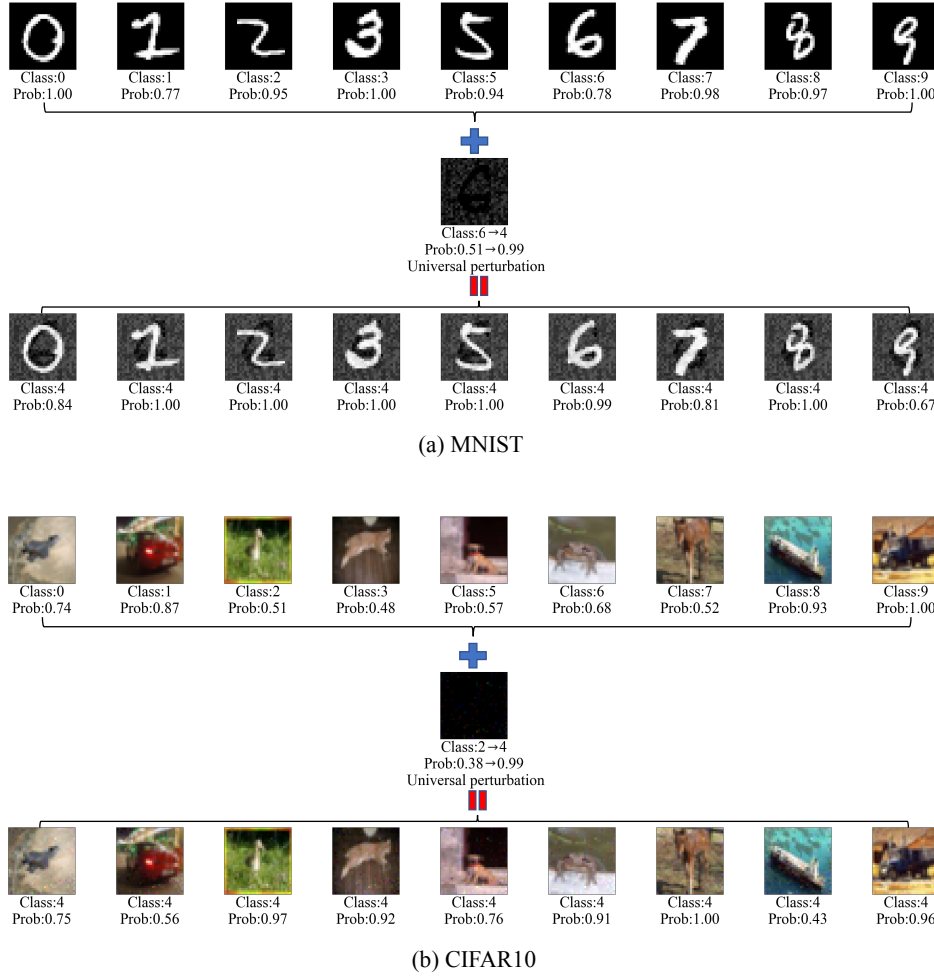 Class:0 Class:1 Class:2 Class:3 Class:5 Class:6 Class:7 Class:8 Class:9
Prob:1.00 Prob:0.77 Prob:0.95 Prob:1.00 Prob:0.94 Prob:0.78 Prob:0.98 Prob:0.97 Prob:1.00
Class:6→4
Prob:0.51→0.99
Universal perturbation
Class:4 Class:4 Class:4 Class:4 Class:4 Class:4 Class:4 Class:4 Class:4
Prob:0.84 Prob:1.00 Prob:1.00 Prob:1.00 Prob:1.00 Prob:0.99 Prob:0.81 Prob:1.00 Prob:0.67
(a) MNIST
Class:0 Class:1 Class:2 Class:3 Class:5 Class:6 Class:7 Class:8 Class:9
Prob:0.74 Prob:0.87 Prob:0.51 Prob:0.48 Prob:0.57 Prob:0.68 Prob:0.52 Prob:0.93 Prob:1.00
Class:2→4
Prob:0.38→0.99
Universal perturbation
Class:4 Class:4 Class:4 Class:4 Class:4 Class:4 Class:4 Class:4 Class:4
Prob:0.75 Prob:0.56 Prob:0.97 Prob:0.92 Prob:0.76 Prob:0.91 Prob:1.00 Prob:0.43 Prob:0.96
(b) CIFAR10